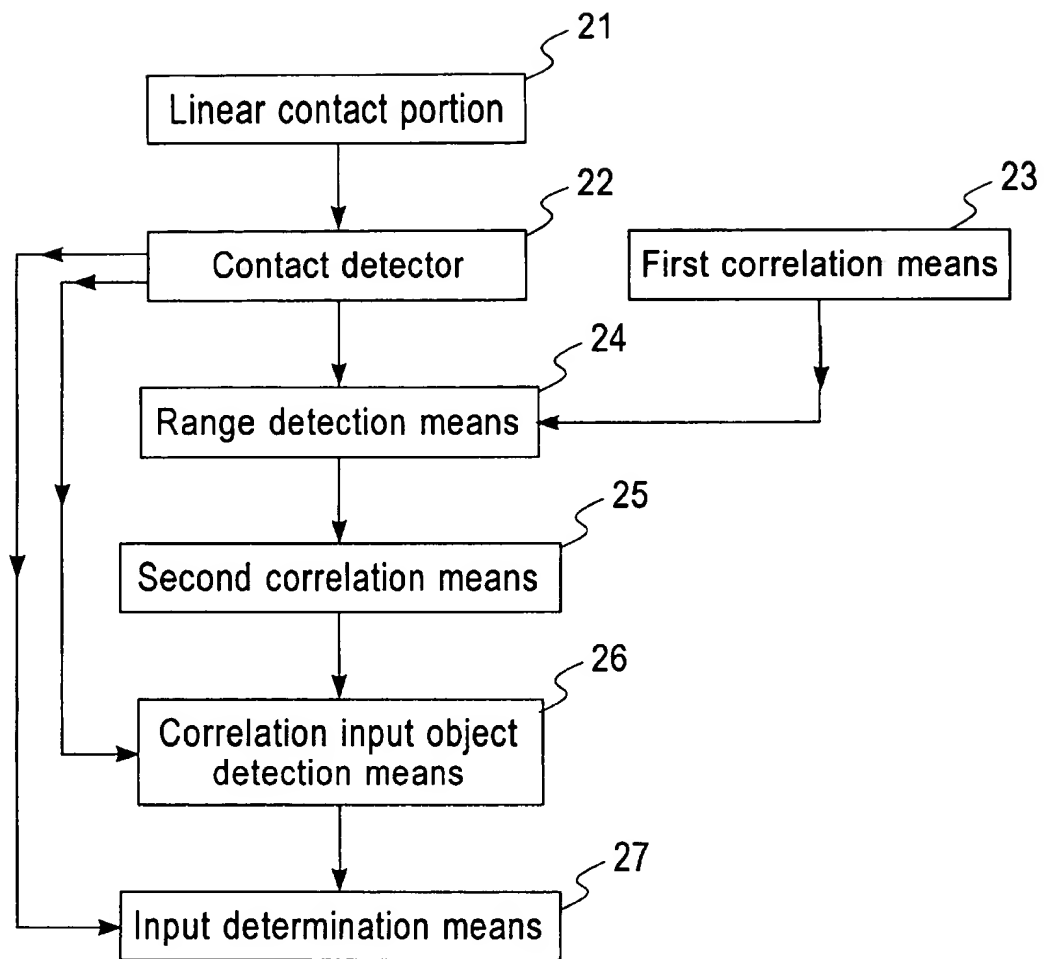 21
Linear contact portion
22
Contact detector
23
First correlation means
24
Range detection means
25
Second correlation means
26
Correlation input object
detection means
27
Input determination means